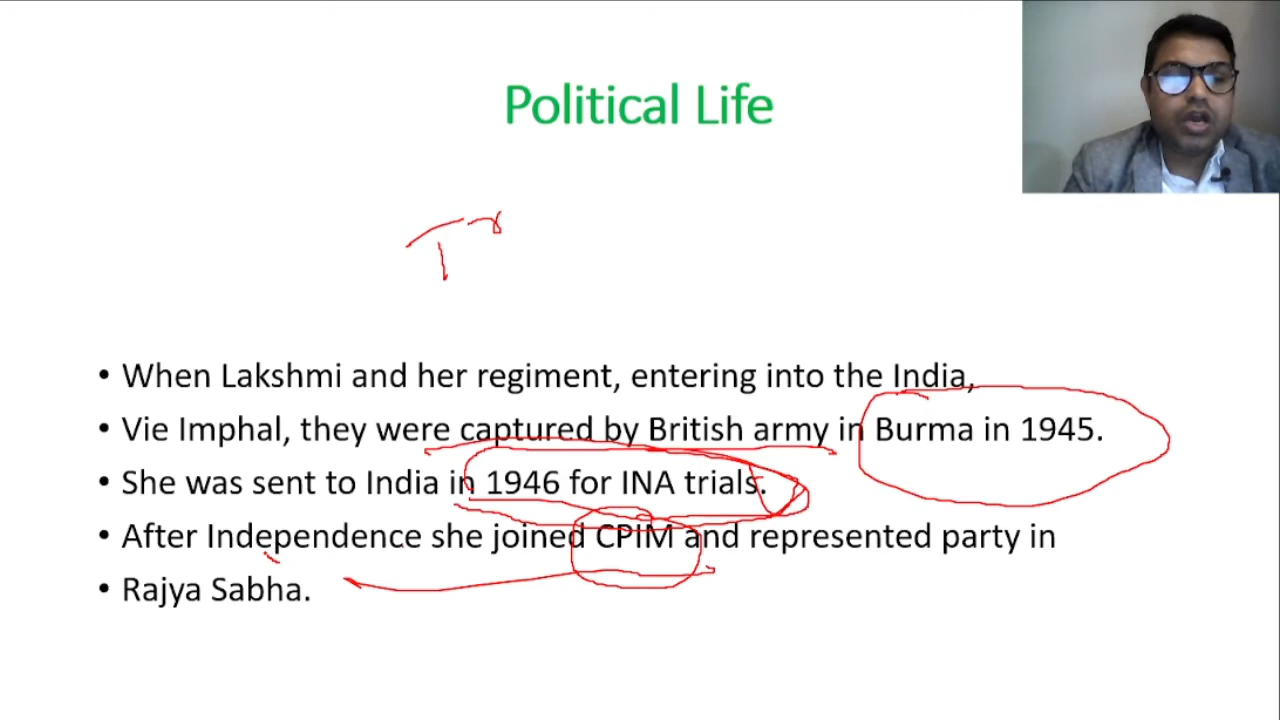 Political Life
Tr
• When Lakshmi and her regiment, entering into the India,
• Vie Imphal, they were captured by British army in Burma in 1945.
• She was sent to India in 1946 for INA trials.
• After Independence she joined CPIM and represented party in
• Rajya Sabha.